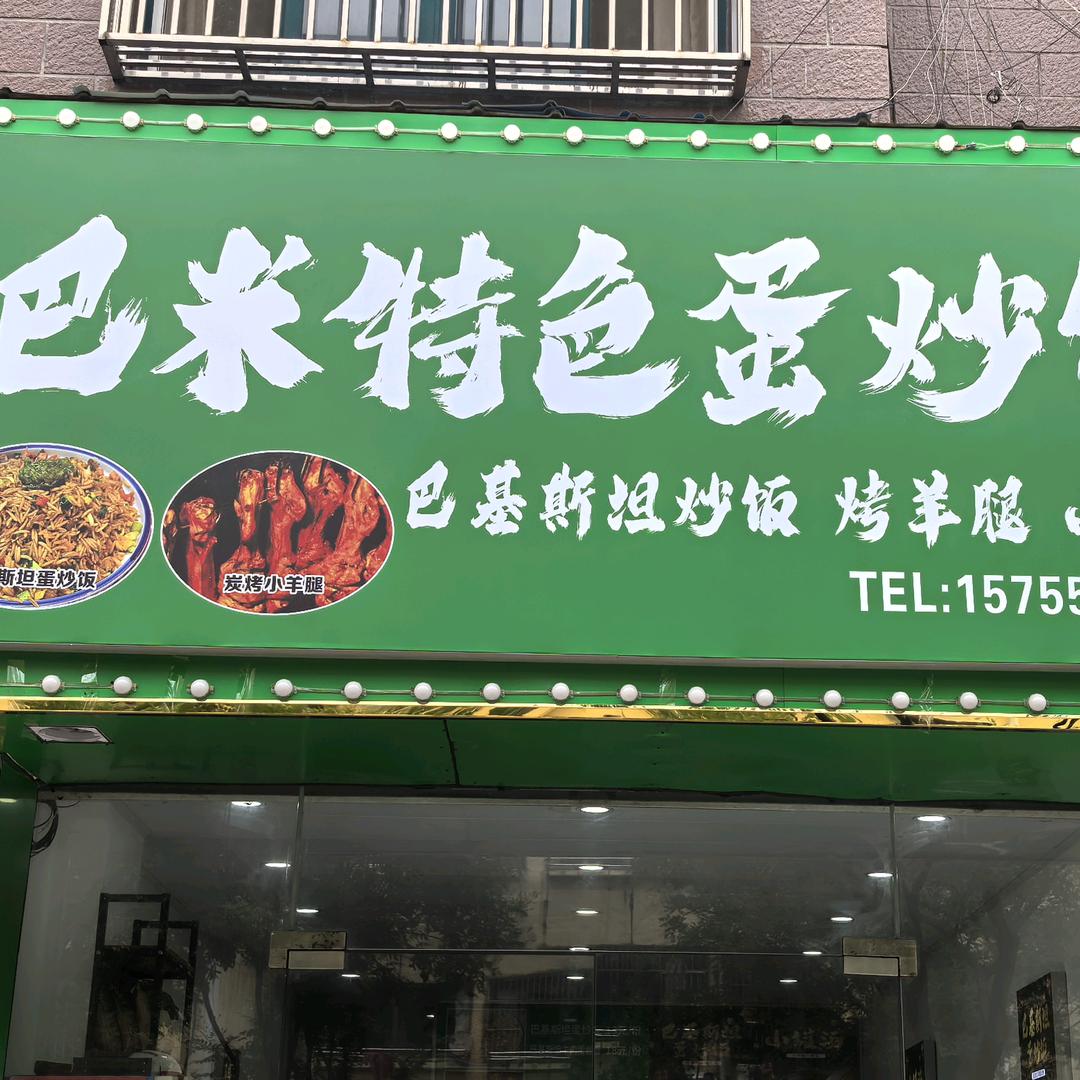 巴米特色蛋炒
巴基斯坦炒饭 烤羊腿
斯坦蛋炒饭
炭烤小羊腿
TEL:15755